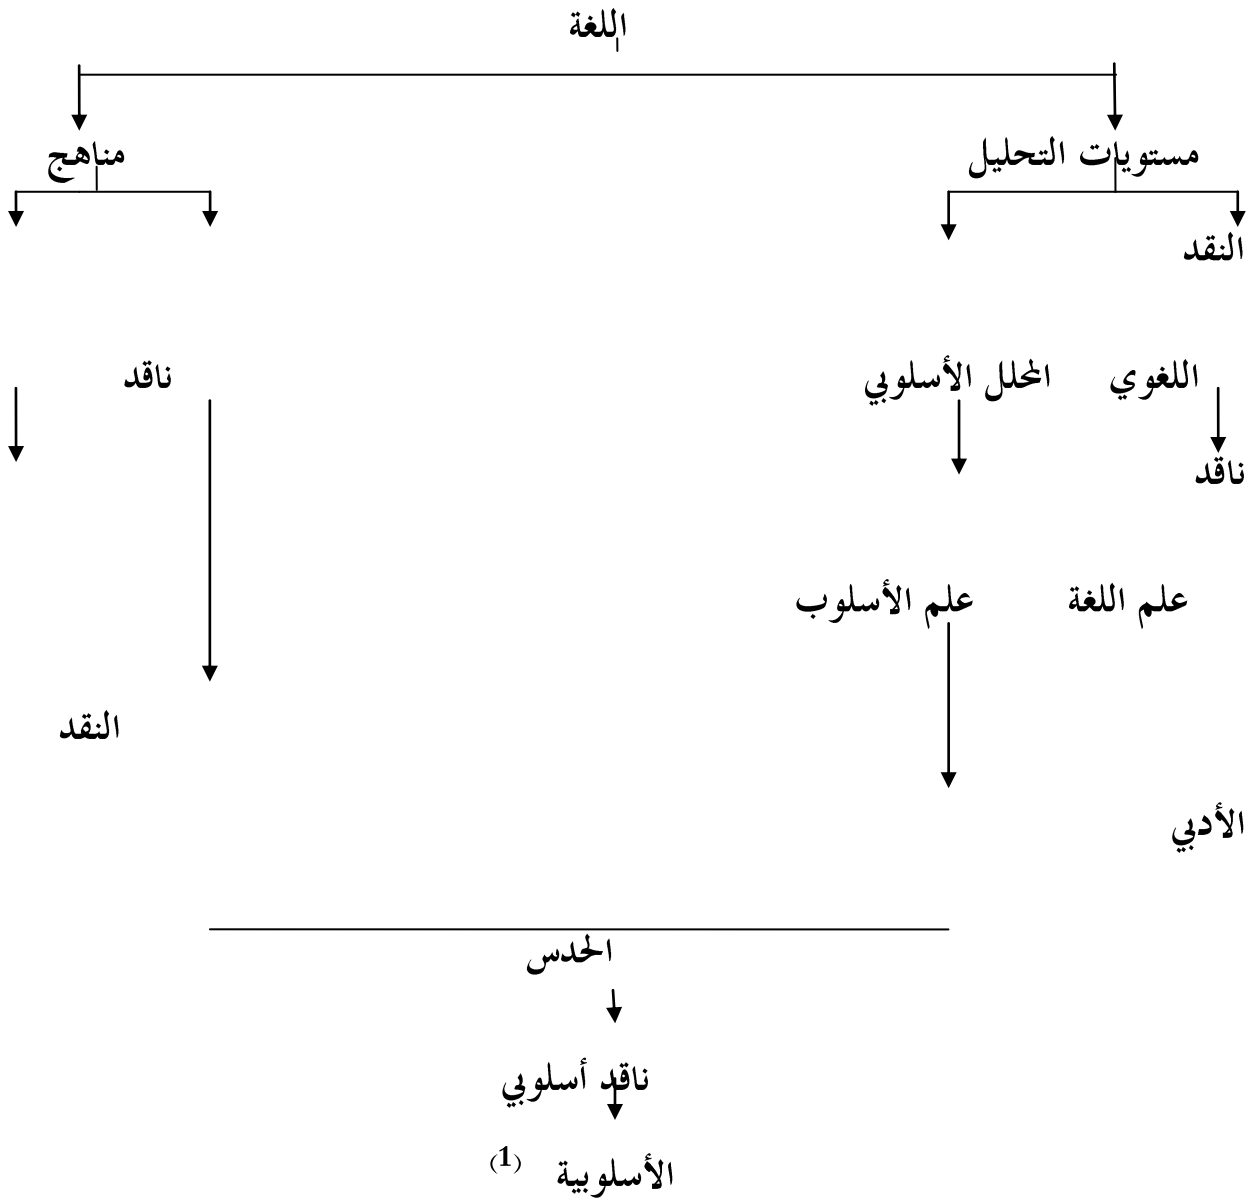 اللغة
مستويات التحليل مناهج
النقد
اللغوي المحلل الأسلوبي ناقد
ناقد
علم اللغة علم الأسلوب
النقد
الأدبي
الحدس
ناقد أسلوبي
الأسلوبية (1)